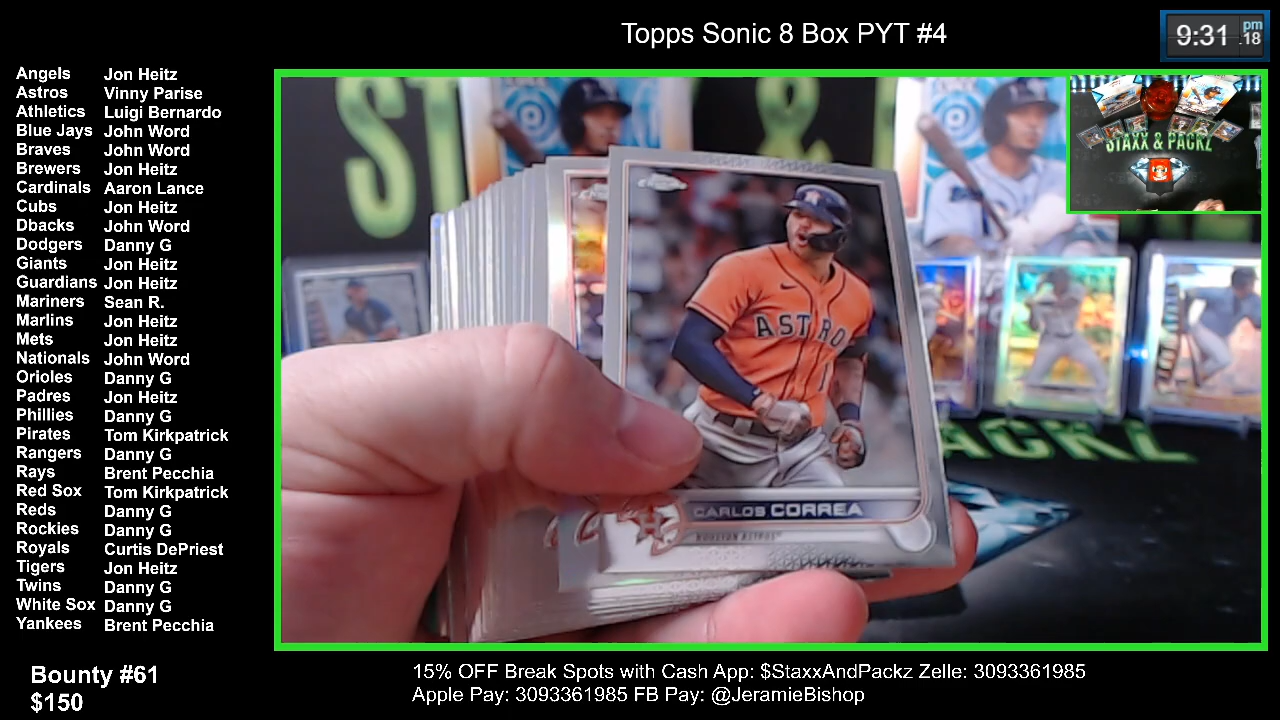 Topps Sonic 8 Box PYT #4
9:31 pm .18
Angels Jon Heitz
Astros Vinny Parise
Athletics Luigi Bernardo
Blue Jays John Word
Braves John Word
Brewers Jon Heitz
Cardinals Aaron Lance
Cubs Jon Heitz
Dbacks John Word
Dodgers Danny G
Giants Jon Heitz
Guardians Jon Heitz
Mariners Sean R.
Marlins Jon Heitz
Mets Jon Heitz
Nationals John Word
Orioles Danny G
Padres Jon Heitz
Phillies Danny G
Pirates Tom Kirkpatrick
Rangers Danny G
Rays Brent Pecchia
Red Sox Tom Kirkpatrick
Reds Danny G
Rockies Danny G
Royals Curtis DePriest
Tigers Jon Heitz
Twins Danny G
White Sox Danny G
Yankees Brent Pecchia
Bounty #61
$150
ST &
STAXX & PACKZ
ASTRO
1
CARLOS CORREA
HOUSTON ASTROS
ACKZ
15% OFF Break Spots with Cash App: $StaxxAndPackz Zelle: 3093361985
Apple Pay: 3093361985 FB Pay: @JeramieBishop